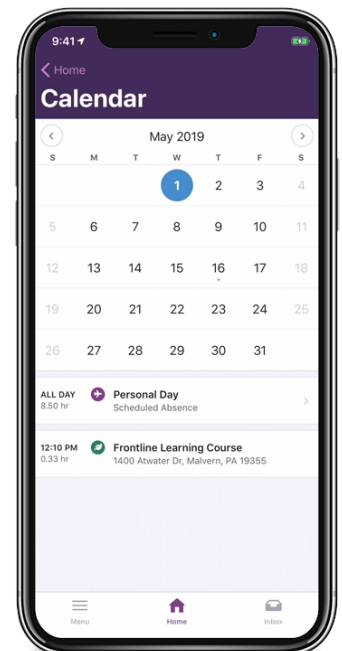 9:41
Home
Calendar
May 2019
S M T W T F S
1 2 3 4
5 6 7 8 9 10 11
12 13 14 15 16 17 18
19 20 21 22 23 24 25
26 27 28 29 30 31
ALL DAY Personal Day
8.50 hr Scheduled Absence
12:10 PM Frontline Learning Course
0.33 hr 1400 Atwater Dr, Malvern, PA 19355
Menu Home Inbox